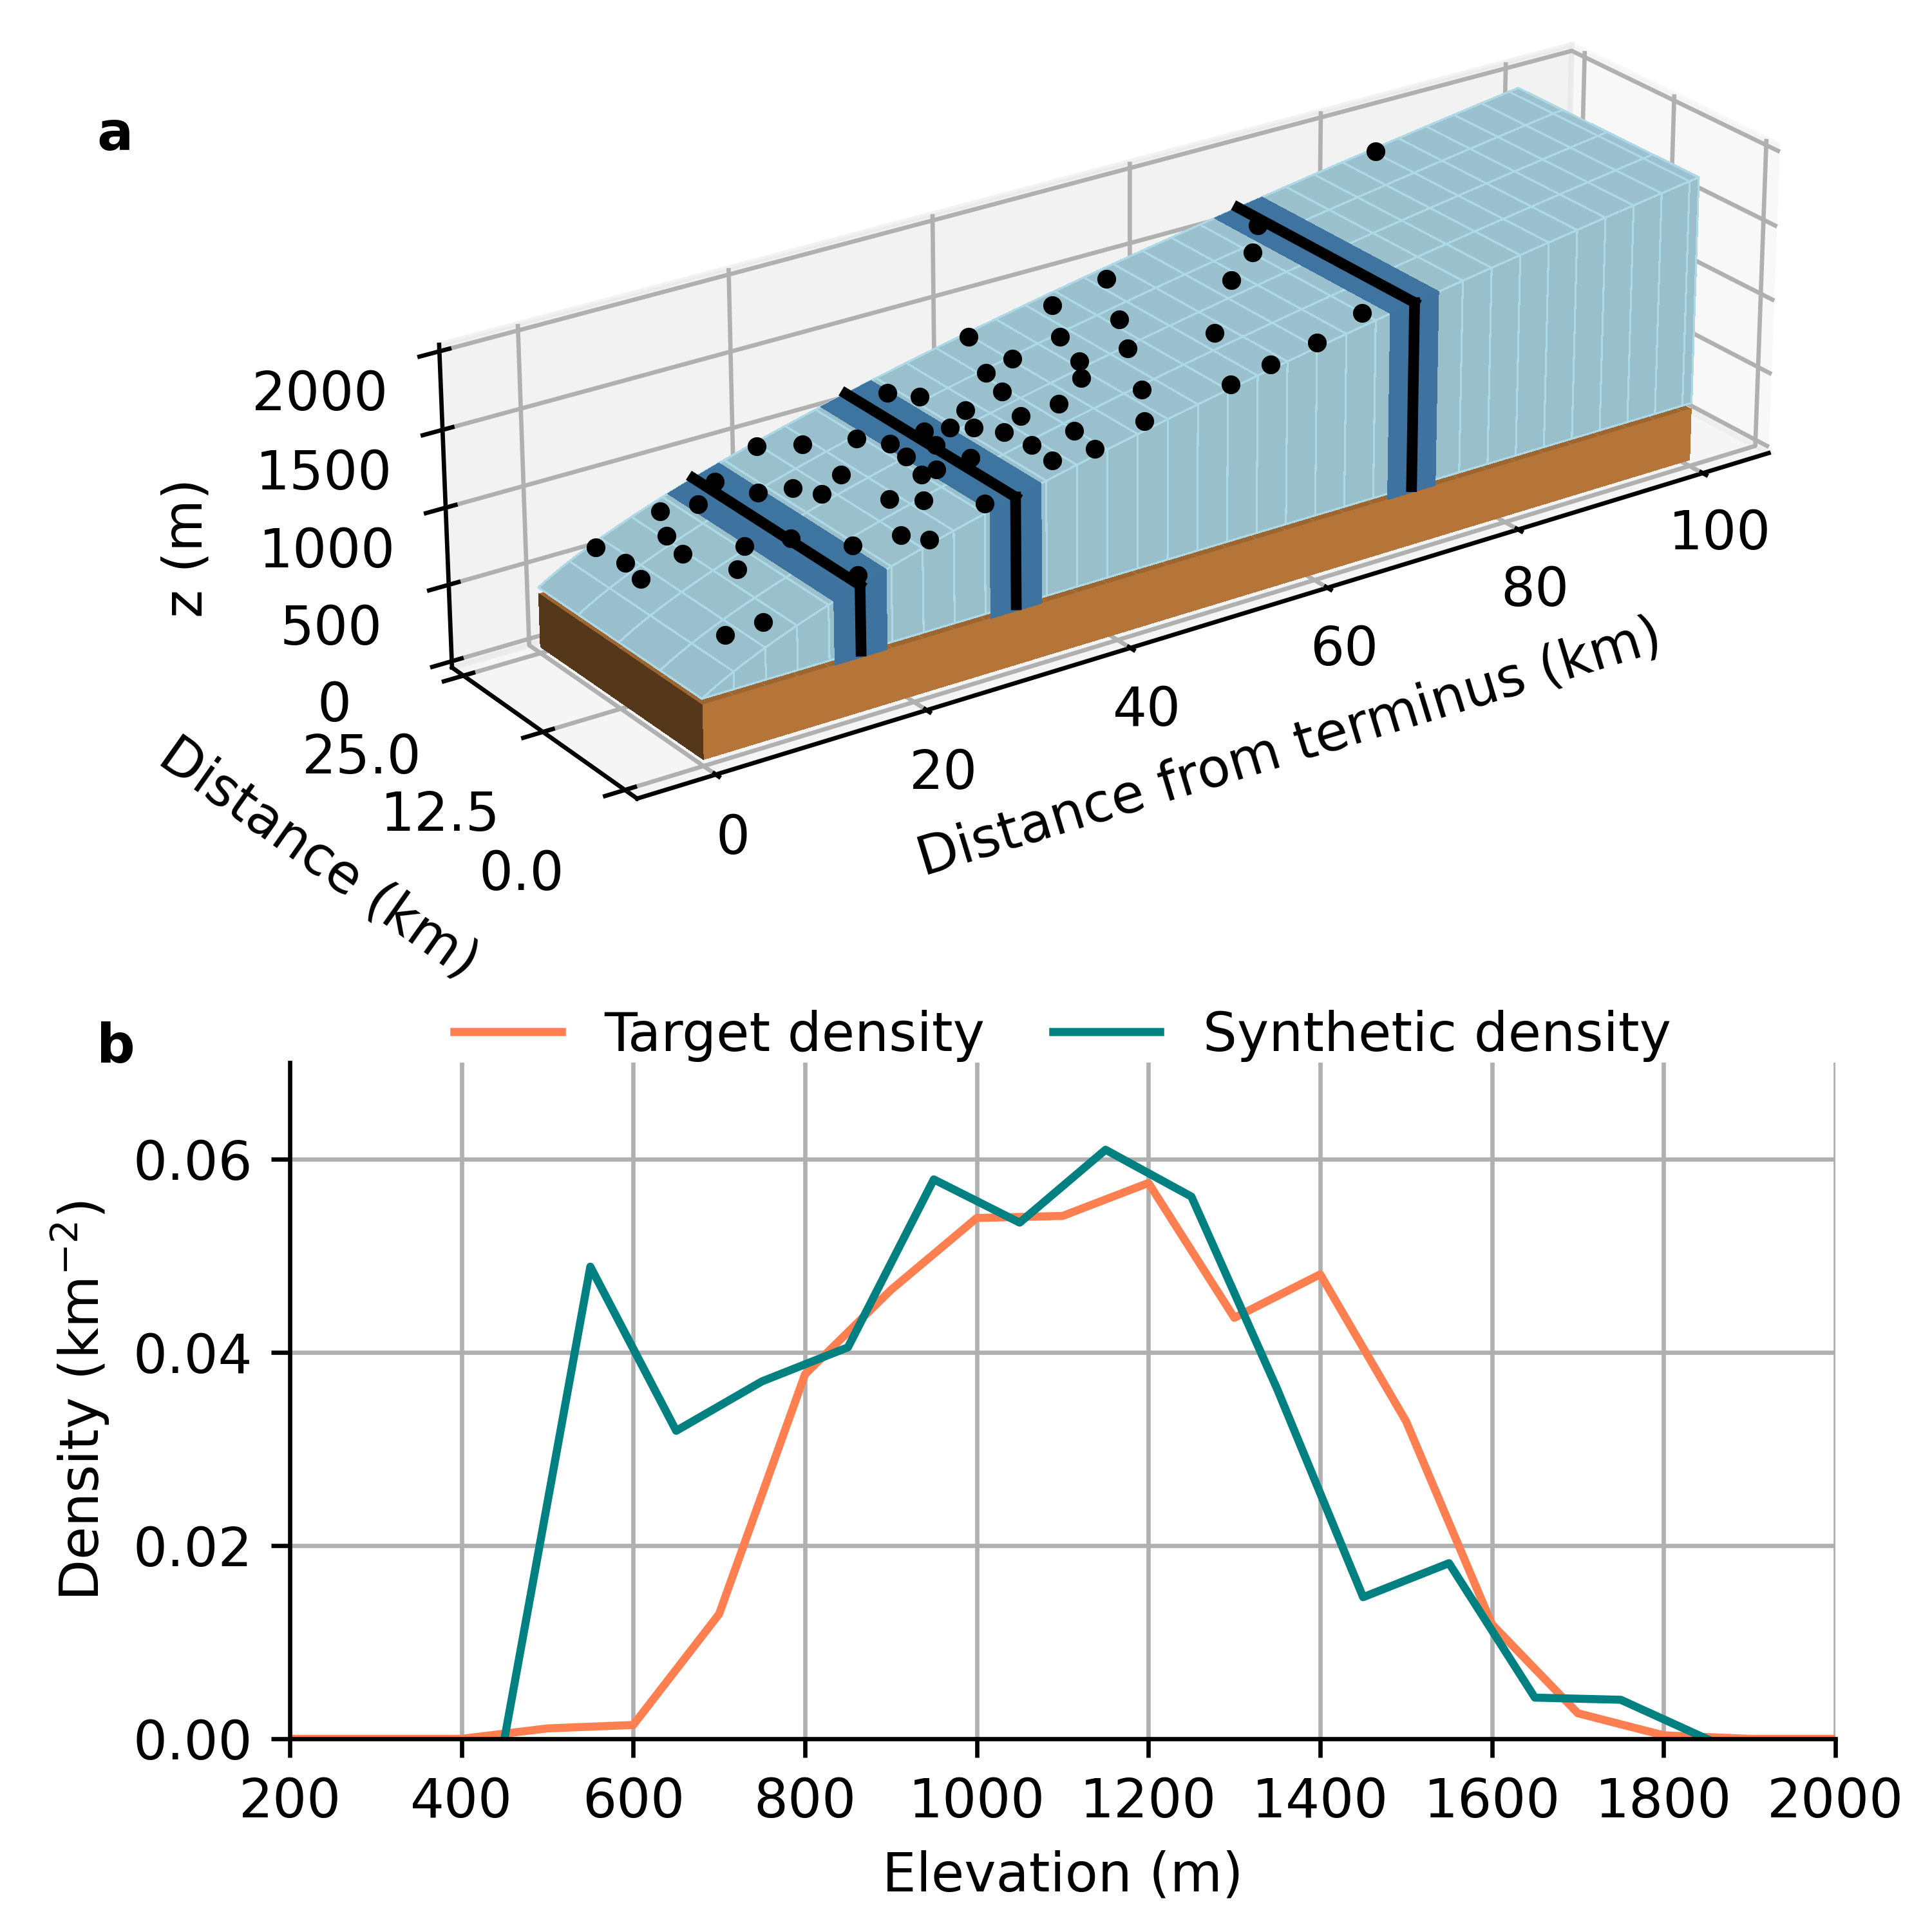 a
2000
1500
1000
500
0
z (m)
25.0
12.5
0.0
Distance (km)
0
20
40
60
80
100
Distance from terminus (km)
b
Target density
Synthetic density
0.06
0.04
0.02
0.00
Density (km⁻²)
200 400 600 800 1000 1200 1400 1600 1800 2000
Elevation (m)